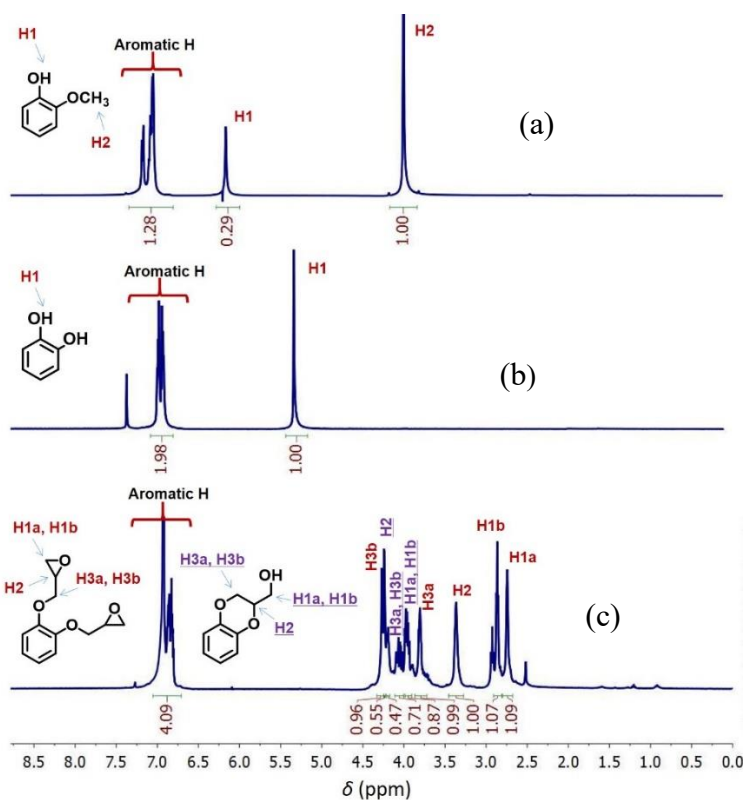 H1
Aromatic H
H2
OH
OCH3
H1
H2
(a)
1.28
0.29
1.00
H1
Aromatic H
H1
OH
OH
(b)
1.98
1.00
Aromatic H
H1a, H1b
O
H2
H3a, H3b
O
O
O
H3a, H3b
OH
O
O
H1a, H1b
H2
H3b
H2
H3a, H3b
H1a, H1b
H3a
H2
H1b
H1a
(c)
4.09
0.96
0.55
0.47
0.71
0.87
0.99
1.00
1.07
1.09
8.5 8.0 7.5 7.0 6.5 6.0 5.5 5.0 4.5 4.0 3.5 3.0 2.5 2.0 1.5 1.0 0.5 0.0
δ (ppm)